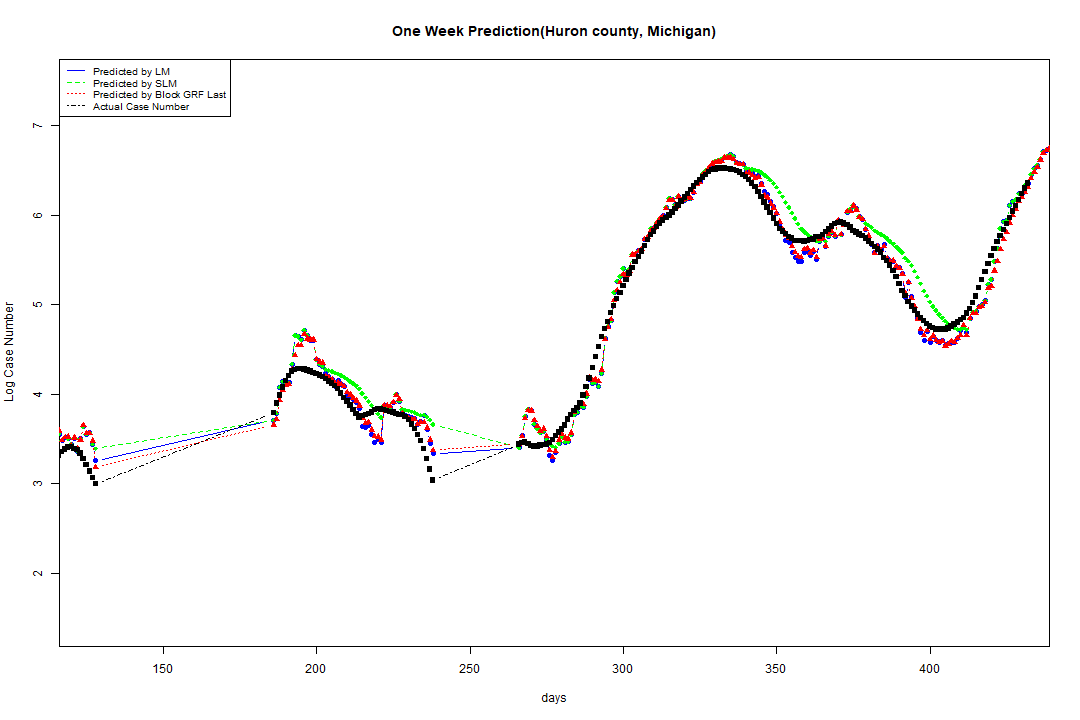 One Week Prediction(Huron county, Michigan)
Predicted by LM
Predicted by SLM
Predicted by Block GRF Last
Actual Case Number
Log Case Number
7
6
5
4
3
2
150 200 250 300 350 400
days